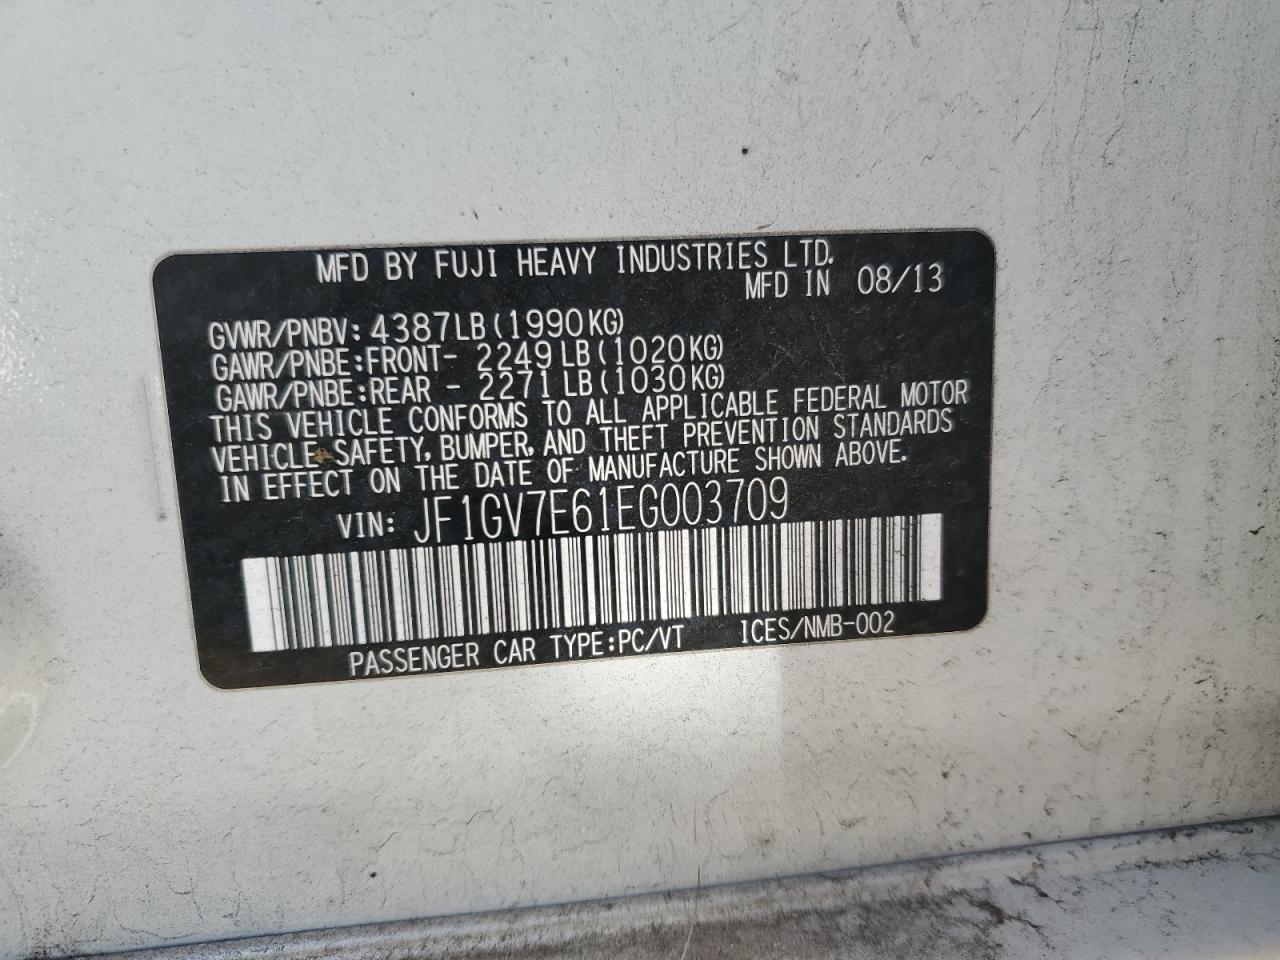 MFD BY FUJI HEAVY INDUSTRIES LTD.
MFD IN 08/13
GVWR/PNBV: 4387LB(1990KG)
GAWR/PNBE:FRONT- 2249LB(1020KG)
GAWR/PNBE:REAR - 2271LB(1030KG)
THIS VEHICLE CONFORMS TO ALL APPLICABLE FEDERAL MOTOR
VEHICLE SAFETY, BUMPER, AND THEFT PREVENTION STANDARDS
IN EFFECT ON THE DATE OF MANUFACTURE SHOWN ABOVE.
VIN: JF1GV7E61EG003709
PASSENGER CAR TYPE:PC/VT ICES/NMB-002